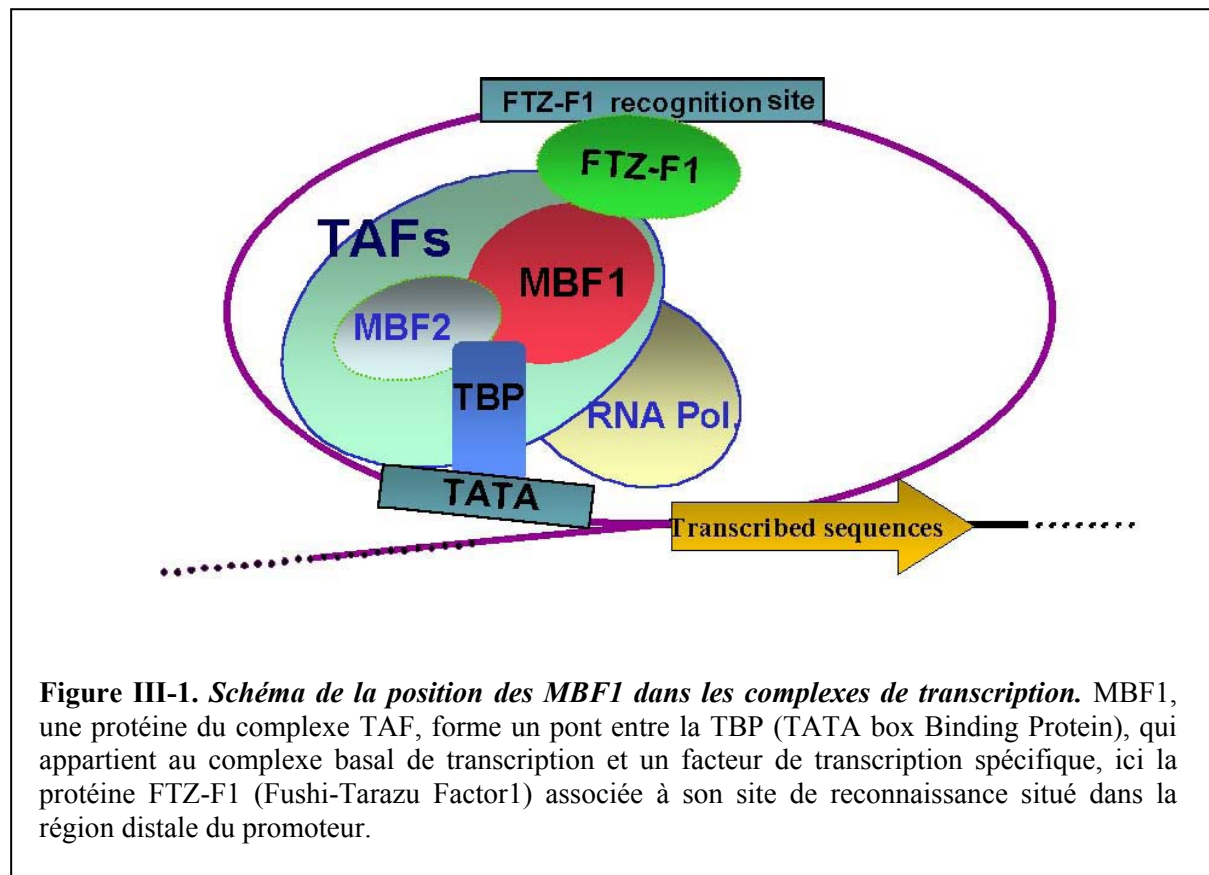 FTZ-F1 recognition site
FTZ-F1
TAFs
MBF1
MBF2
TBP
RNA Pol.
TATA
Transcribed sequences
Figure III-1. Schéma de la position des MBF1 dans les complexes de transcription. MBF1,
une protéine du complexe TAF, forme un pont entre la TBP (TATA box Binding Protein), qui
appartient au complexe basal de transcription et un facteur de transcription spécifique, ici la
protéine FTZ-F1 (Fushi-Tarazu Factor1) associée à son site de reconnaissance situé dans la
région distale du promoteur.